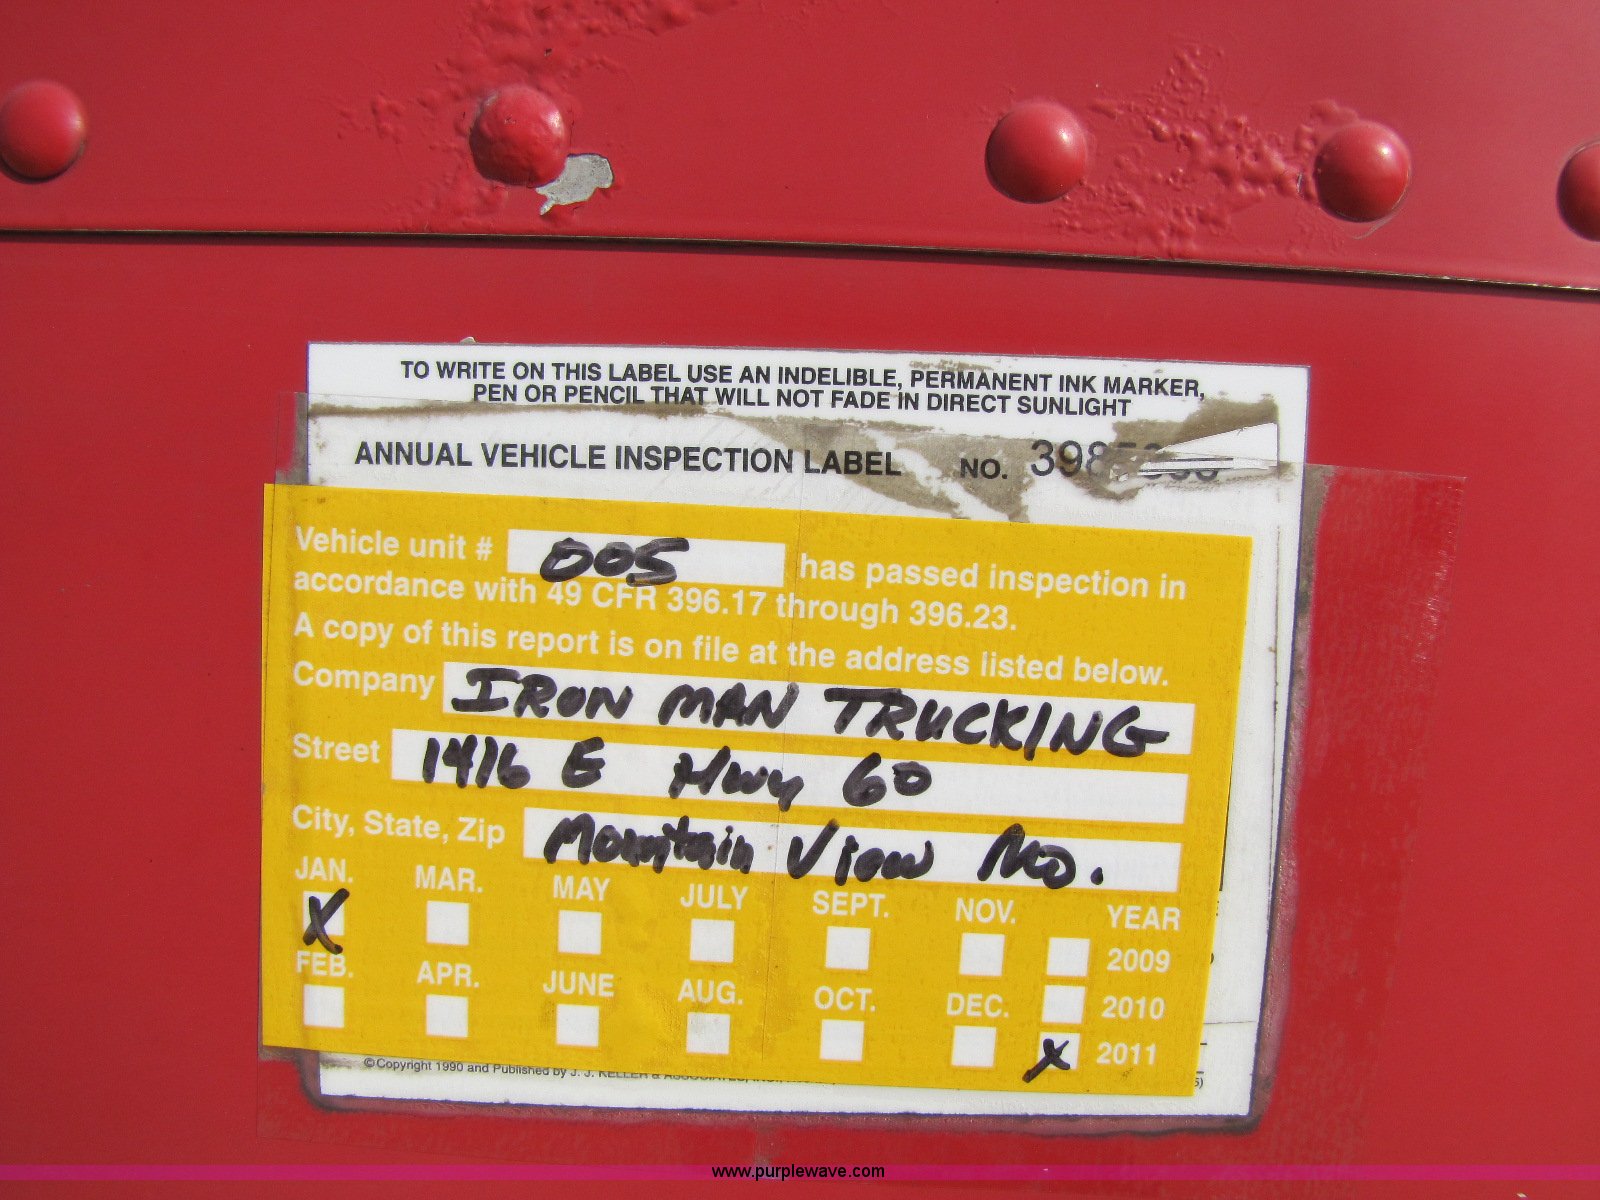 TO WRITE ON THIS LABEL USE AN INDELIBLE, PERMANENT INK MARKER,
PEN OR PENCIL THAT WILL NOT FADE IN DIRECT SUNLIGHT
ANNUAL VEHICLE INSPECTION LABEL NO.
Vehicle unit # 005 has passed inspection in
accordance with 49 CFR 396.17 through 396.23.
A copy of this report is on file at the address listed below.
Company IRON MAN TRUCKING
Street 1416 E Hwy 60
City, State, Zip Mountain View Mo.
JAN. MAR. MAY JULY SEPT. NOV. YEAR
X 2009
FEB. APR. JUNE AUG. OCT. DEC. 2010
X 2011
©Copyright 1990 and Published by J. J. KELLER & ASSOCIATES, INC.
www.purplewave.com